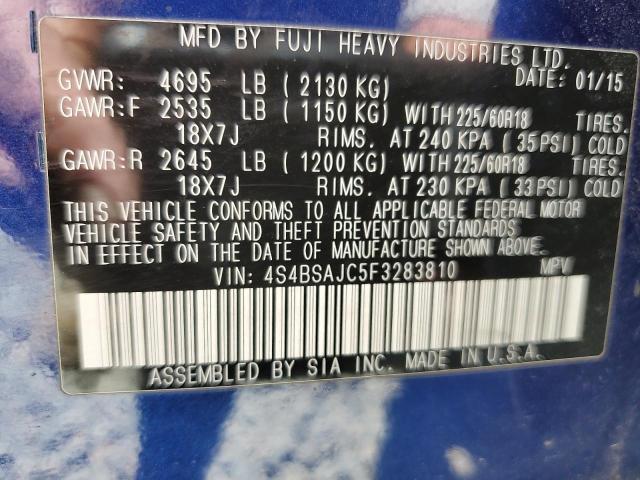 MFD BY FUJI HEAVY INDUSTRIES LTD.
GVWR: 4695 LB ( 2130 KG) DATE: 01/15
GAWR:F 2535 LB ( 1150 KG) WITH 225/60R18 TIRES.
18X7J RIMS. AT 240 KPA ( 35 PSI) COLD
GAWR:R 2645 LB ( 1200 KG) WITH 225/60R18 TIRES.
18X7J RIMS. AT 230 KPA ( 33 PSI) COLD
THIS VEHICLE CONFORMS TO ALL APPLICABLE FEDERAL MOTOR
VEHICLE SAFETY AND THEFT PREVENTION STANDARDS
IN EFFECT ON THE DATE OF MANUFACTURE SHOWN ABOVE.
VIN: 4S4BSAJC5F3283810 MPV
ASSEMBLED BY SIA INC. MADE IN U.S.A.